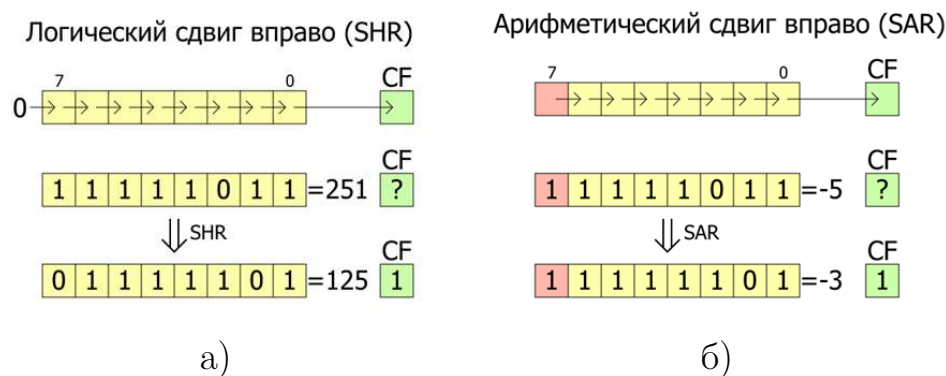 Логический сдвиг вправо (SHR)
7 0 CF
0
CF
1 1 1 1 1 0 1 1 =251 ?
SHR
CF
0 1 1 1 1 1 0 1 =125 1
а)
Арифметический сдвиг вправо (SAR)
7 0 CF
CF
1 1 1 1 1 0 1 1 =-5 ?
SAR
CF
1 1 1 1 1 1 0 1 =-3 1
б)